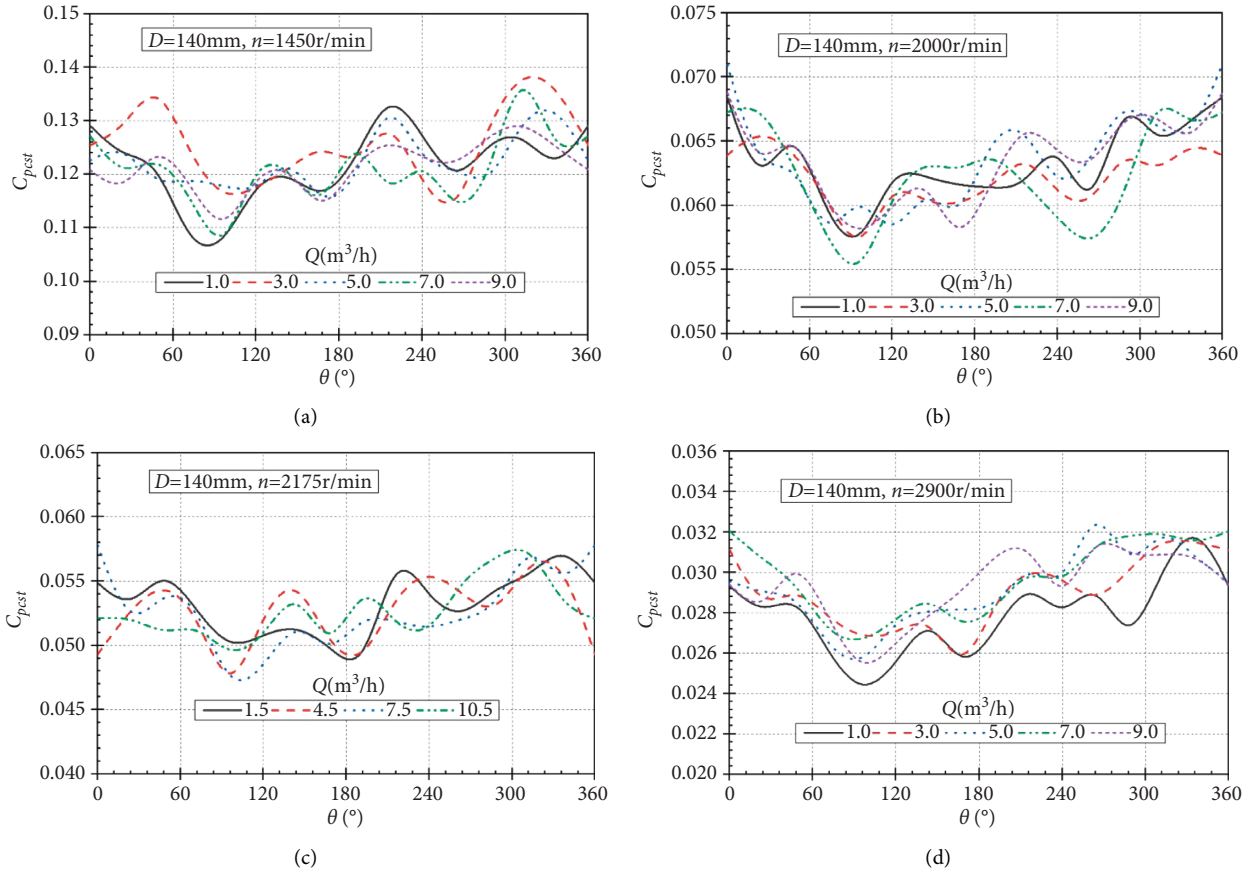 0.15
0.14
0.13
0.12
0.11
0.10
0.09
C_pcst
D=140mm, n=1450r/min
Q(m³/h)
1.0 3.0 5.0 7.0 9.0
0 60 120 180 240 300 360
θ (°)
(a)
0.075
0.070
0.065
0.060
0.055
0.050
C_pcst
D=140mm, n=2000r/min
Q(m³/h)
1.0 3.0 5.0 7.0 9.0
0 60 120 180 240 300 360
θ (°)
(b)
0.065
0.060
0.055
0.050
0.045
0.040
C_pcst
D=140mm, n=2175r/min
Q(m³/h)
1.5 4.5 7.5 10.5
0 60 120 180 240 300 360
θ (°)
(c)
0.036
0.034
0.032
0.030
0.028
0.026
0.024
0.022
0.020
C_pcst
D=140mm, n=2900r/min
Q(m³/h)
1.0 3.0 5.0 7.0 9.0
0 60 120 180 240 300 360
θ (°)
(d)